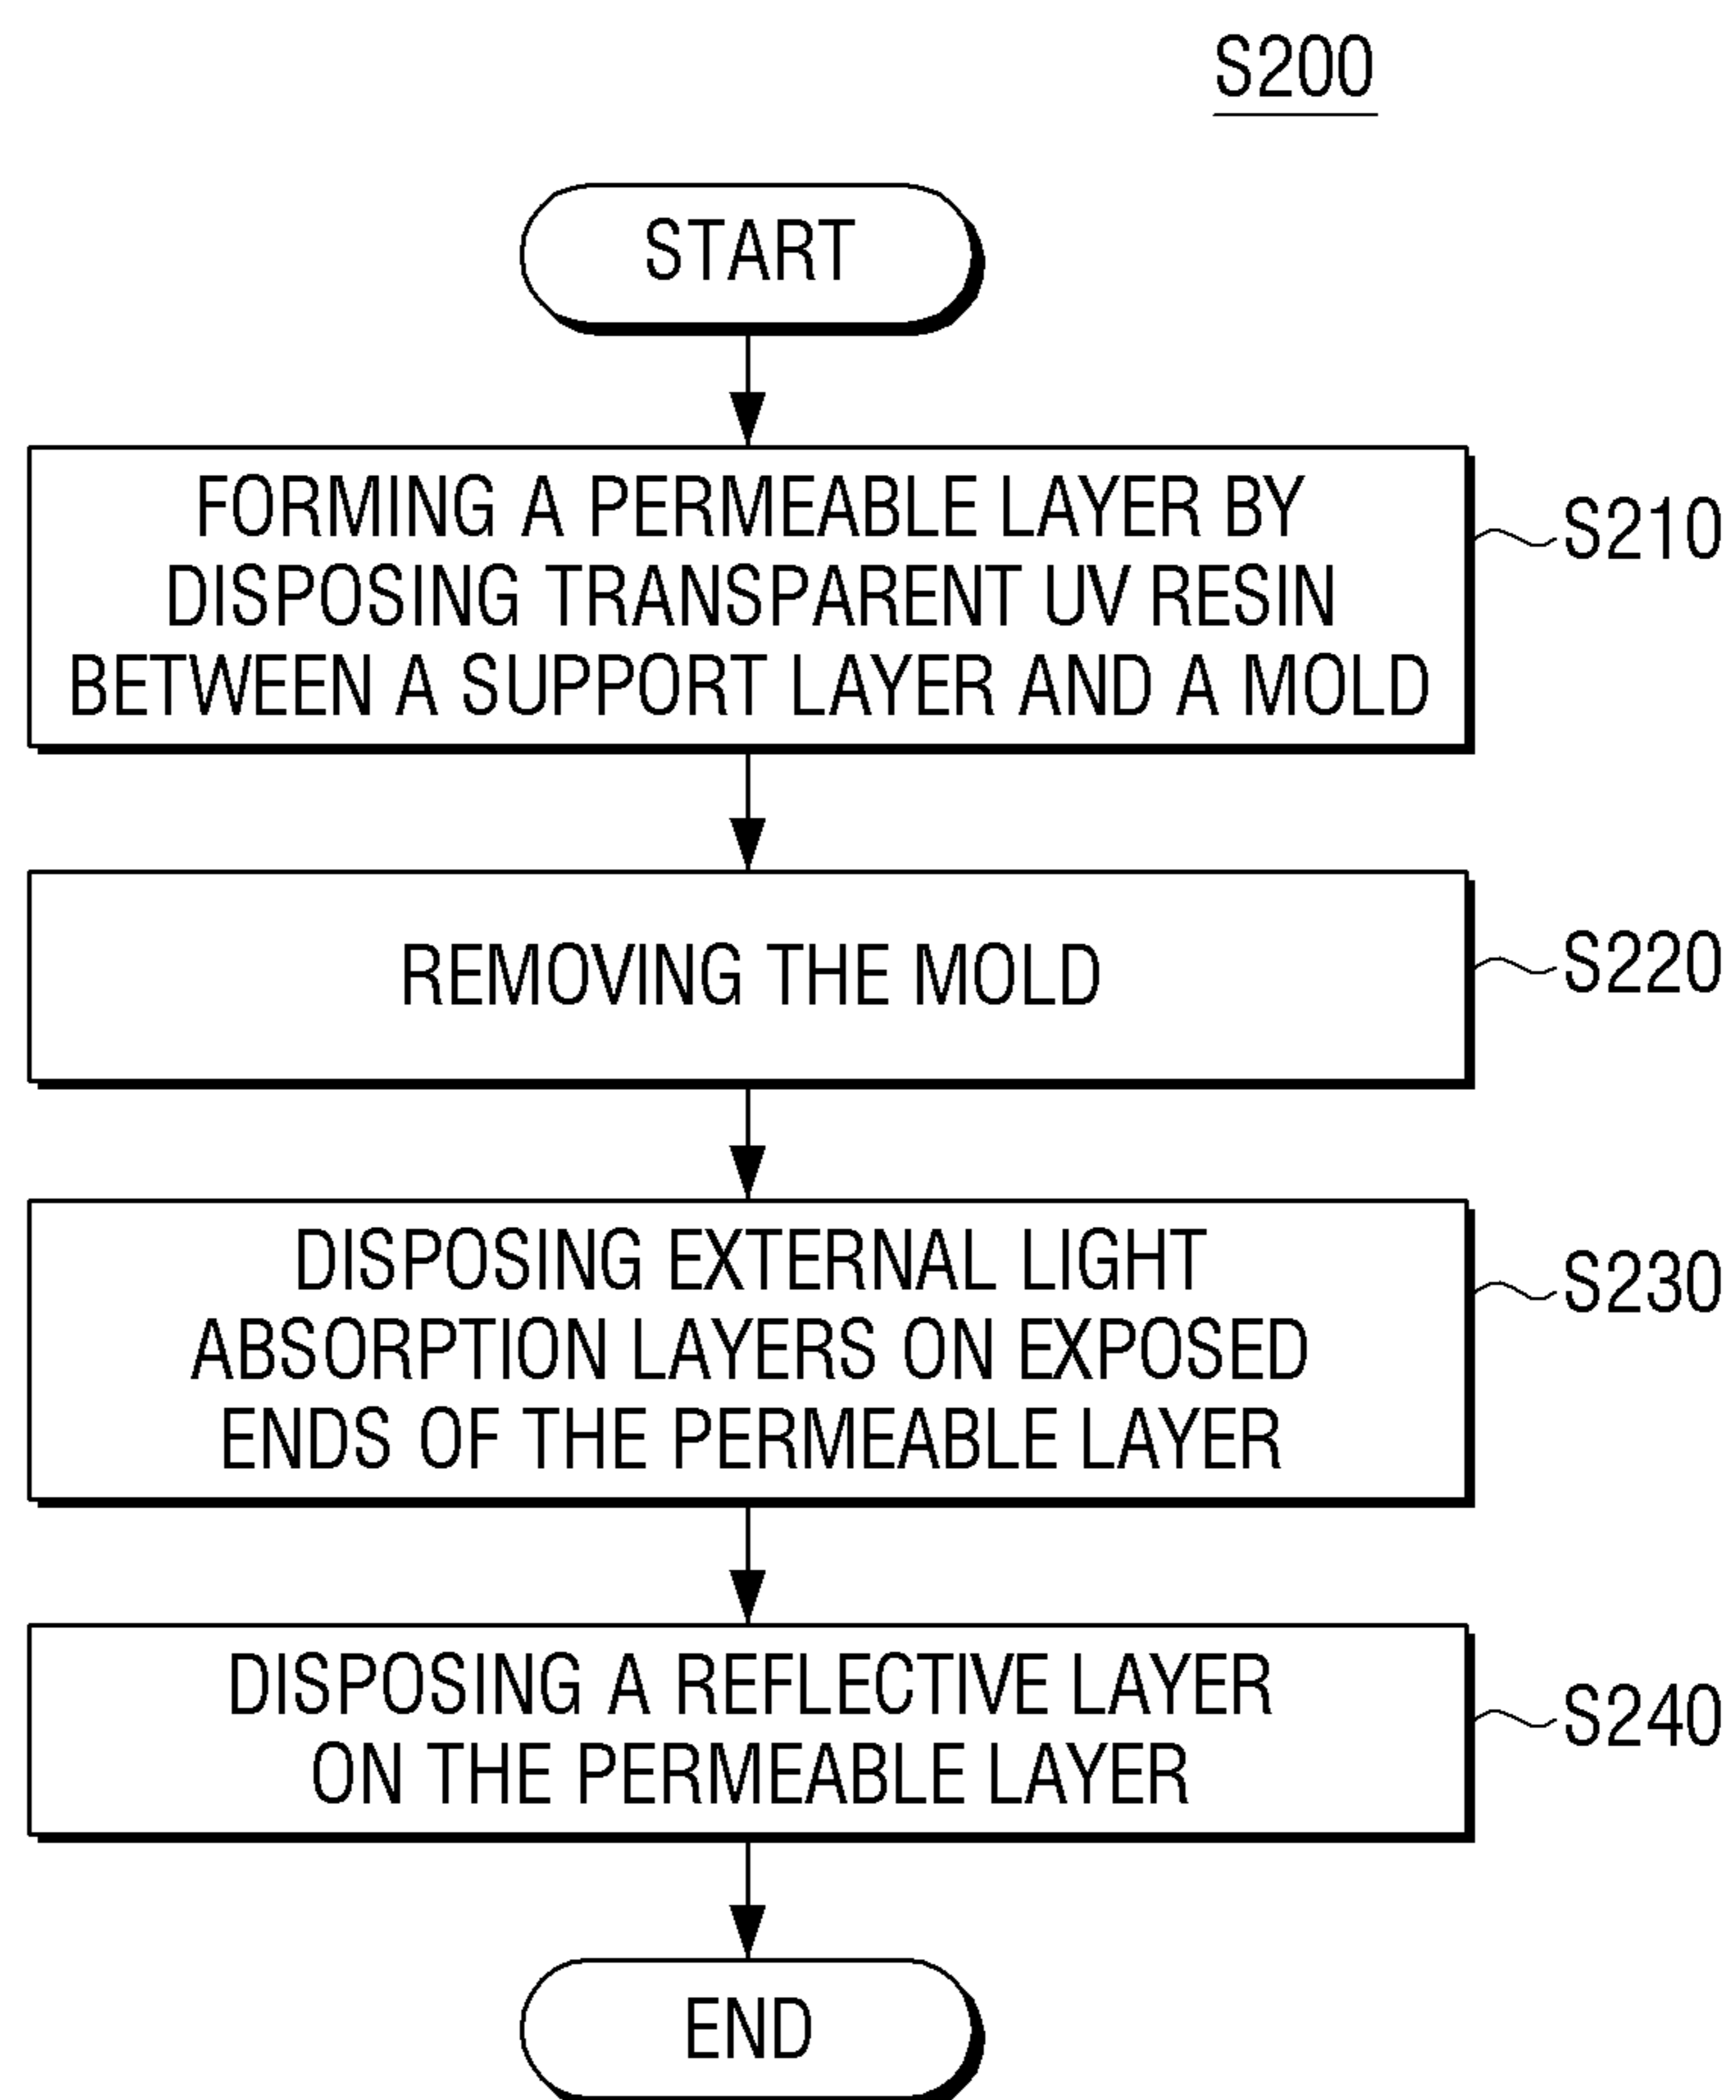 S200
START
FORMING A PERMEABLE LAYER BY
DISPOSING TRANSPARENT UV RESIN
BETWEEN A SUPPORT LAYER AND A MOLD
S210
REMOVING THE MOLD
S220
DISPOSING EXTERNAL LIGHT
ABSORPTION LAYERS ON EXPOSED
ENDS OF THE PERMEABLE LAYER
S230
DISPOSING A REFLECTIVE LAYER
ON THE PERMEABLE LAYER
S240
END